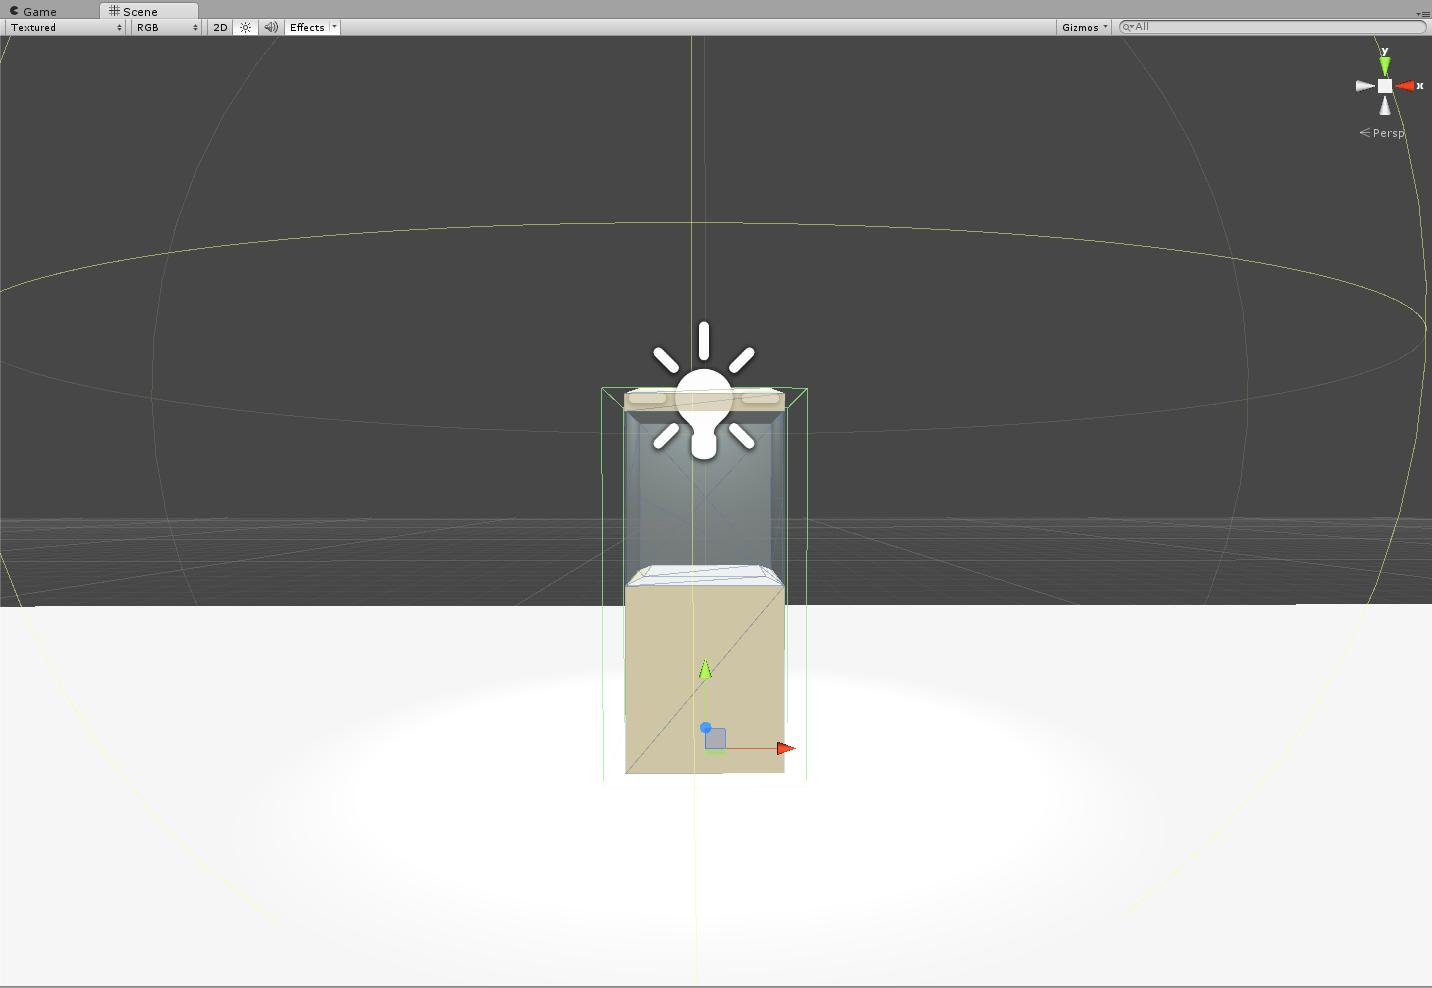 Game
Scene
Textured
RGB
2D
Effects
Gizmos
All
y
x
Persp